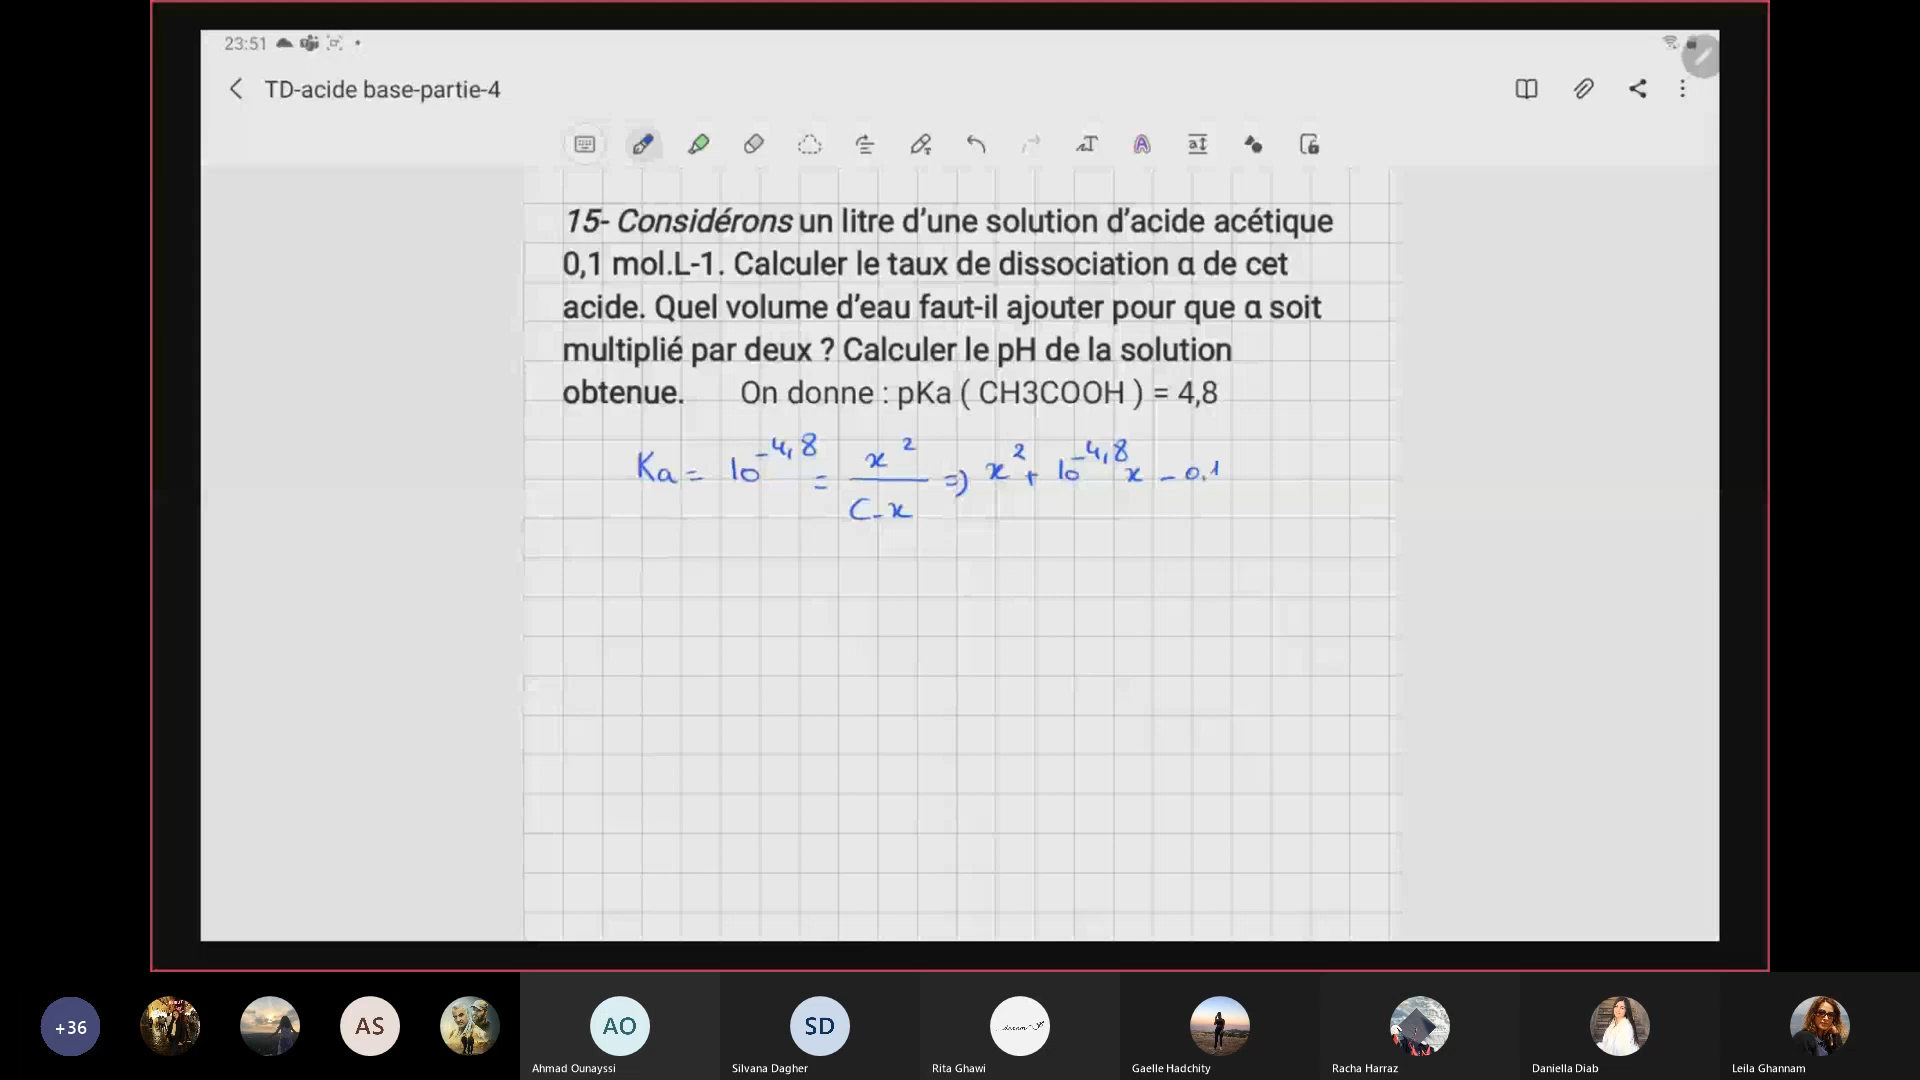 23:51
TD-acide base-partie-4
15- Considérons un litre d’une solution d’acide acétique
0,1 mol.L-1. Calculer le taux de dissociation α de cet
acide. Quel volume d’eau faut-il ajouter pour que α soit
multiplié par deux ? Calculer le pH de la solution
obtenue. On donne : pKa ( CH3COOH ) = 4,8
Ka = 10^-4,8 = x^2 / (C-x) => x^2 + 10^-4,8 x - 0,1
+36
AS
AO
SD
dream
Ahmad Ounayssi
Silvana Dagher
Rita Ghawi
Gaelle Hadchity
Racha Harraz
Daniella Diab
Leila Ghannam